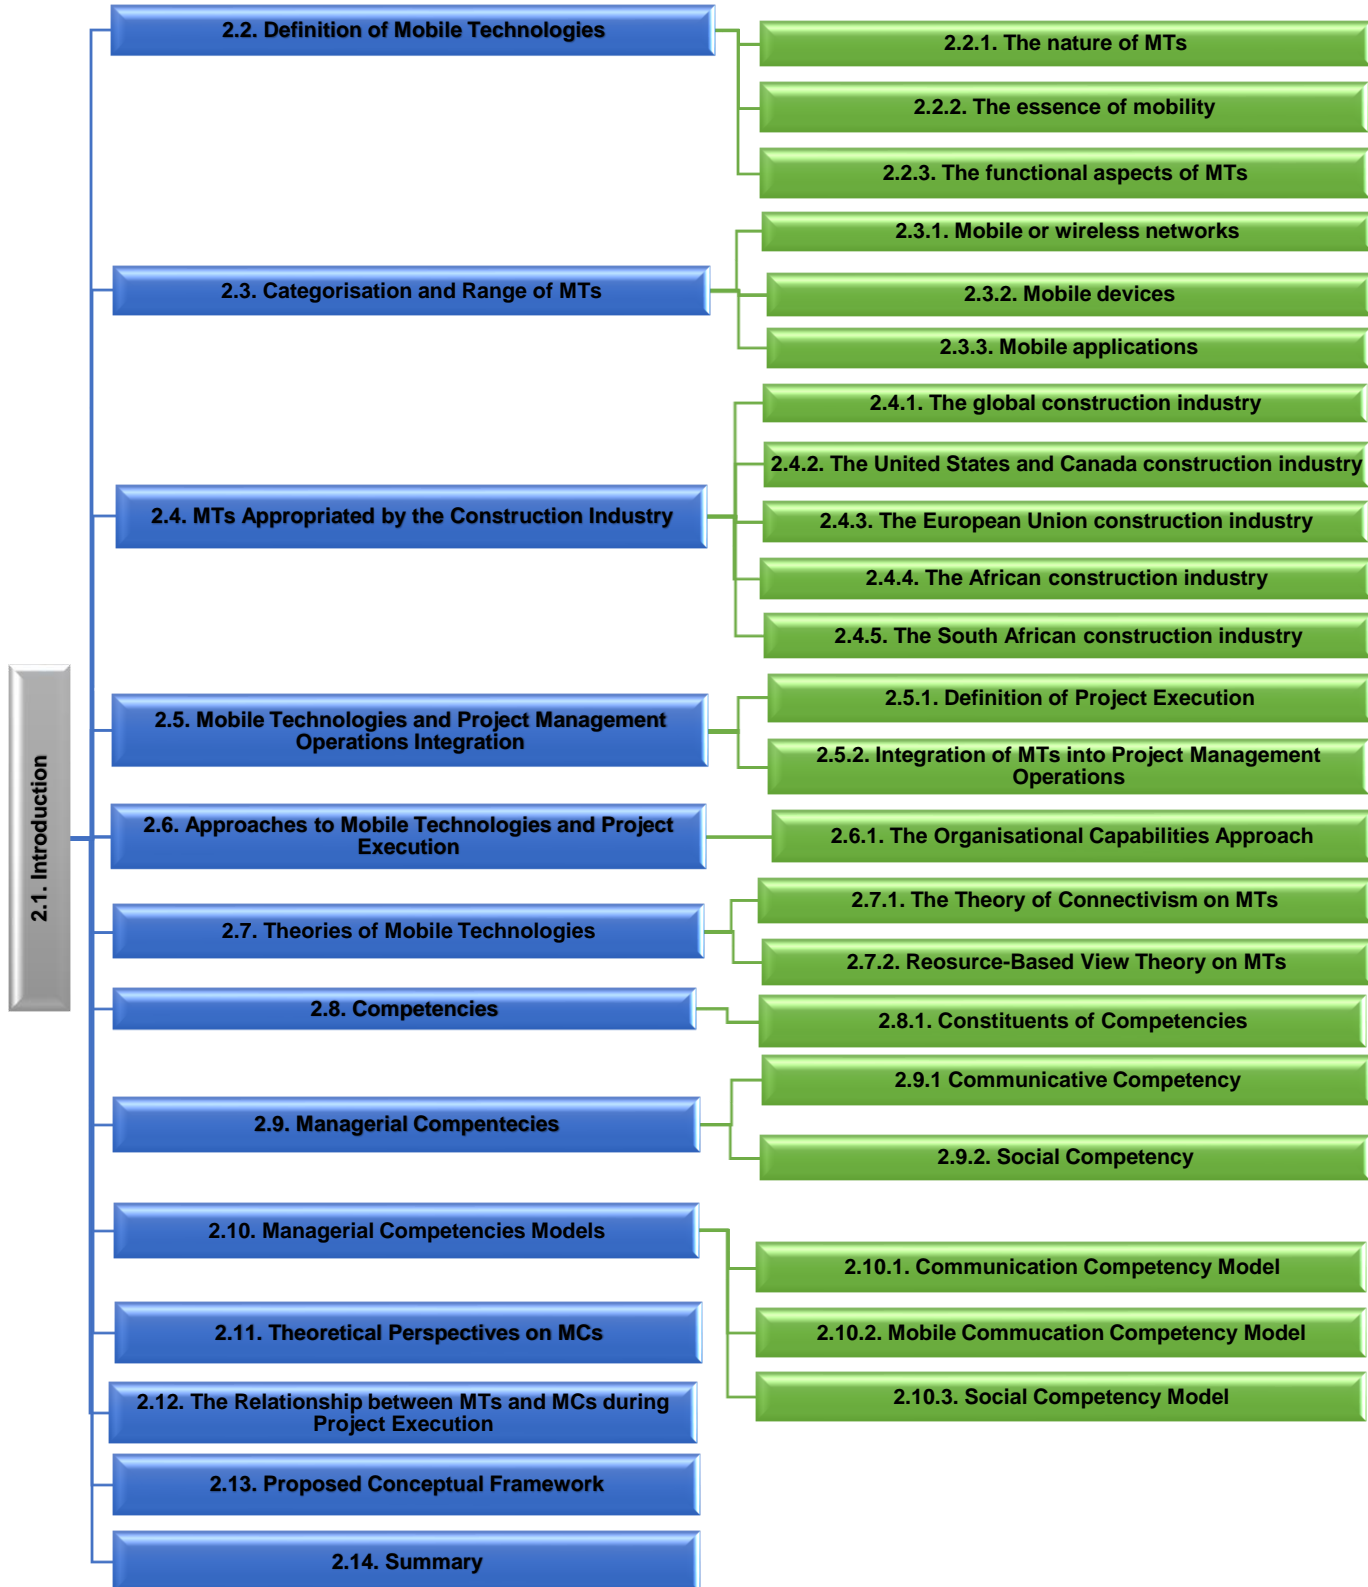 2.1. Introduction
2.2. Definition of Mobile Technologies
2.2.1. The nature of MTs
2.2.2. The essence of mobility
2.2.3. The functional aspects of MTs
2.3. Categorisation and Range of MTs
2.3.1. Mobile or wireless networks
2.3.2. Mobile devices
2.3.3. Mobile applications
2.4. MTs Appropriated by the Construction Industry
2.4.1. The global construction industry
2.4.2. The United States and Canada construction industry
2.4.3. The European Union construction industry
2.4.4. The African construction industry
2.4.5. The South African construction industry
2.5. Mobile Technologies and Project Management
Operations Integration
2.5.1. Definition of Project Execution
2.5.2. Integration of MTs into Project Management
Operations
2.6. Approaches to Mobile Technologies and Project
Execution
2.6.1. The Organisational Capabilities Approach
2.7. Theories of Mobile Technologies
2.7.1. The Theory of Connectivism on MTs
2.7.2. Reosurce-Based View Theory on MTs
2.8. Competencies
2.8.1. Constituents of Competencies
2.9. Managerial Compentecies
2.9.1 Communicative Competency
2.9.2. Social Competency
2.10. Managerial Competencies Models
2.10.1. Communication Competency Model
2.10.2. Mobile Commucation Competency Model
2.10.3. Social Competency Model
2.11. Theoretical Perspectives on MCs
2.12. The Relationship between MTs and MCs during
Project Execution
2.13. Proposed Conceptual Framework
2.14. Summary